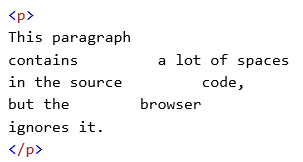 <p>
This paragraph
contains         a lot of spaces
in the source         code,
but the        browser
ignores it.
</p>